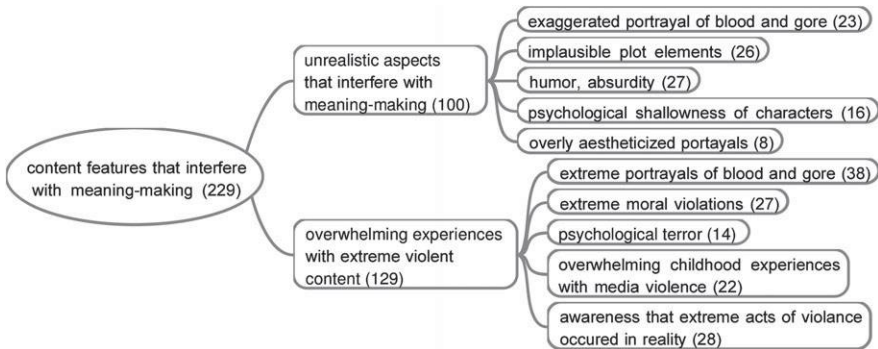 content features that interfere
with meaning-making (229)
unrealistic aspects
that interfere with
meaning-making (100)
exaggerated portrayal of blood and gore (23)
implausible plot elements (26)
humor, absurdity (27)
psychological shallowness of characters (16)
overly aestheticized portayals (8)
overwhelming experiences
with extreme violent
content (129)
extreme portrayals of blood and gore (38)
extreme moral violations (27)
psychological terror (14)
overwhelming childhood experiences
with media violence (22)
awareness that extreme acts of violance
occured in reality (28)